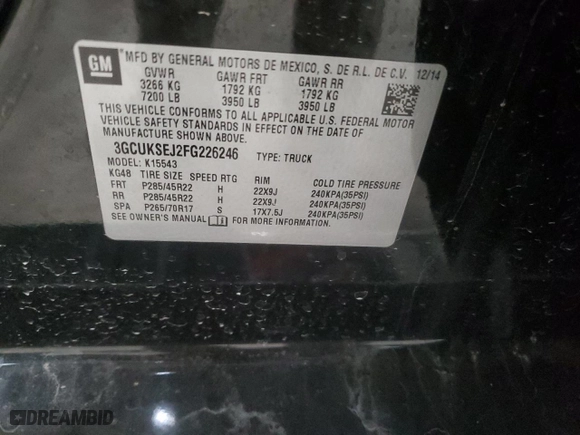 GM
MFD BY GENERAL MOTORS DE MEXICO, S. DE R.L. DE C.V. 12/14
GVWR GAWR FRT GAWR RR
3266 KG 1792 KG 1792 KG
7200 LB 3950 LB 3950 LB
THIS VEHICLE CONFORMS TO ALL APPLICABLE U.S. FEDERAL MOTOR
VEHICLE SAFETY STANDARDS IN EFFECT ON THE DATE OF
MANUFACTURE SHOWN ABOVE.
3GCUKSEJ2FG226246 TYPE: TRUCK
MODEL: K15543
KG48 TIRE SIZE SPEED RTG RIM COLD TIRE PRESSURE
FRT P285/45R22 H 22X9J 240KPA(35PSI)
RR P285/45R22 H 22X9J 240KPA(35PSI)
SPA P265/70R17 S 17X7.5J 240KPA(35PSI)
SEE OWNER'S MANUAL FOR MORE INFORMATION.
DREAMBID